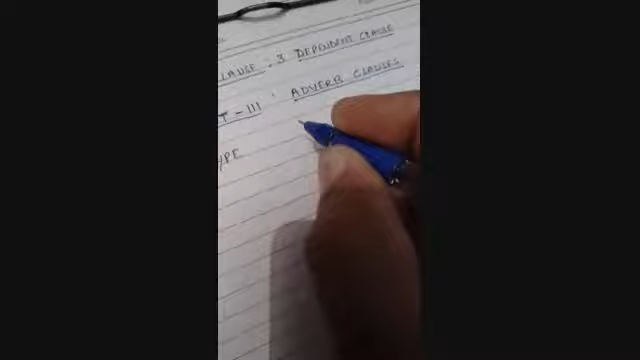 LAUSE : 3 DEPENDENT CLAUSE
T - III : ADVERB CLAUSES
YPE